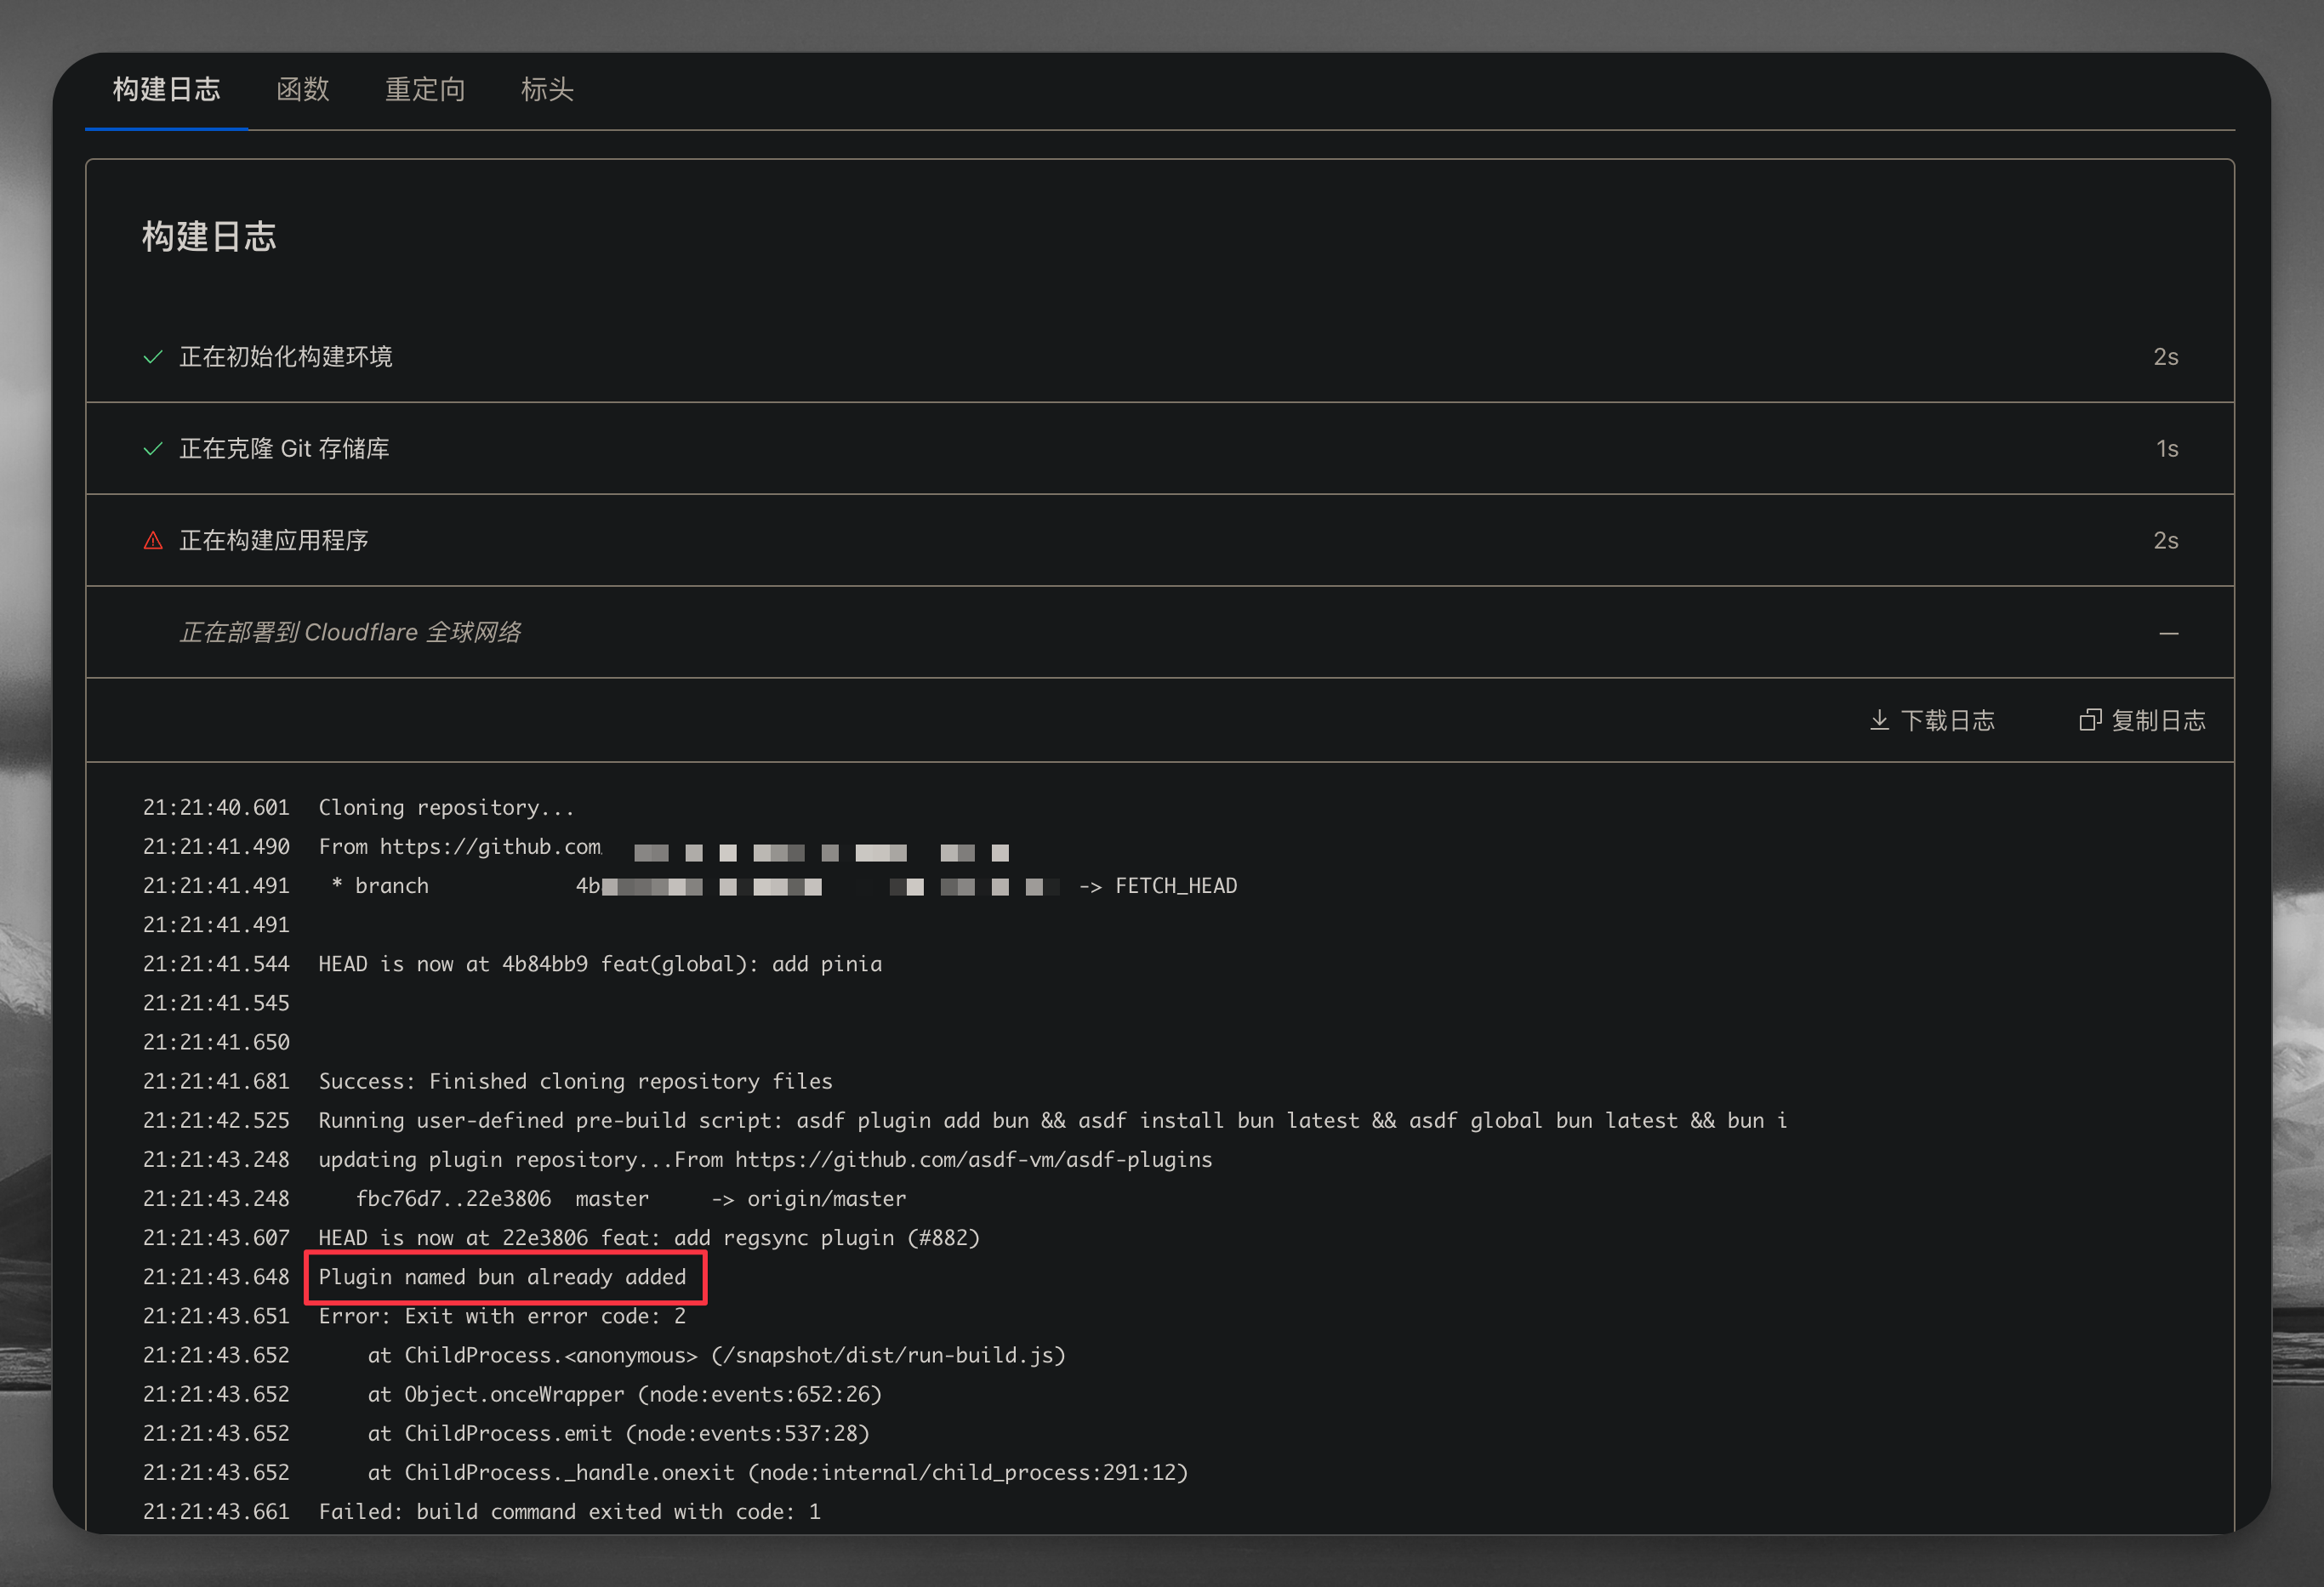 构建日志 函数 重定向 标头
构建日志
正在初始化构建环境 2s
正在克隆 Git 存储库 1s
正在构建应用程序 2s
正在部署到 Cloudflare 全球网络 —
下载日志 复制日志
21:21:40.601 Cloning repository...
21:21:41.490 From https://github.com
21:21:41.491 * branch 4b -> FETCH_HEAD
21:21:41.491
21:21:41.544 HEAD is now at 4b84bb9 feat(global): add pinia
21:21:41.545
21:21:41.650
21:21:41.681 Success: Finished cloning repository files
21:21:42.525 Running user-defined pre-build script: asdf plugin add bun && asdf install bun latest && asdf global bun latest && bun i
21:21:43.248 updating plugin repository...From https://github.com/asdf-vm/asdf-plugins
21:21:43.248 fbc76d7..22e3806 master -> origin/master
21:21:43.607 HEAD is now at 22e3806 feat: add regsync plugin (#882)
21:21:43.648 Plugin named bun already added
21:21:43.651 Error: Exit with error code: 2
21:21:43.652 at ChildProcess.<anonymous> (/snapshot/dist/run-build.js)
21:21:43.652 at Object.onceWrapper (node:events:652:26)
21:21:43.652 at ChildProcess.emit (node:events:537:28)
21:21:43.652 at ChildProcess._handle.onexit (node:internal/child_process:291:12)
21:21:43.661 Failed: build command exited with code: 1